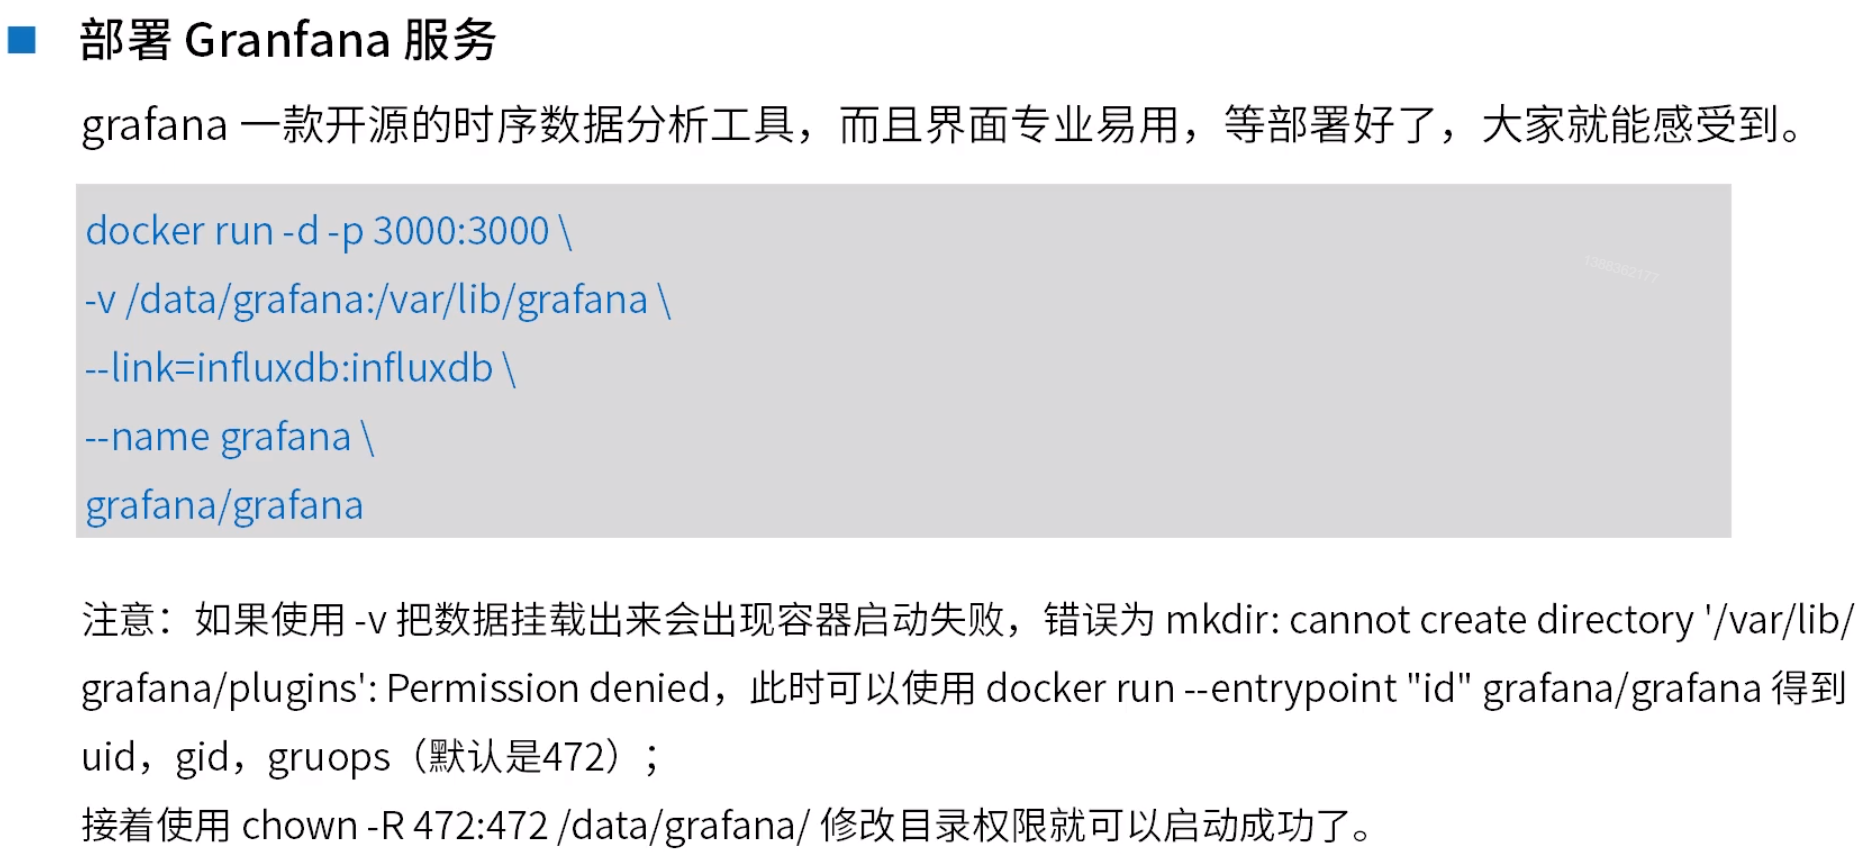 部署 Granfana 服务
grafana 一款开源的时序数据分析工具，而且界面专业易用，等部署好了，大家就能感受到。
docker run -d -p 3000:3000 \
-v /data/grafana:/var/lib/grafana \
--link=influxdb:influxdb \
--name grafana \
grafana/grafana
注意：如果使用 -v 把数据挂载出来会出现容器启动失败，错误为 mkdir: cannot create directory '/var/lib/
grafana/plugins': Permission denied，此时可以使用 docker run --entrypoint "id" grafana/grafana 得到
uid，gid，gruops（默认是472）；
接着使用 chown -R 472:472 /data/grafana/ 修改目录权限就可以启动成功了。